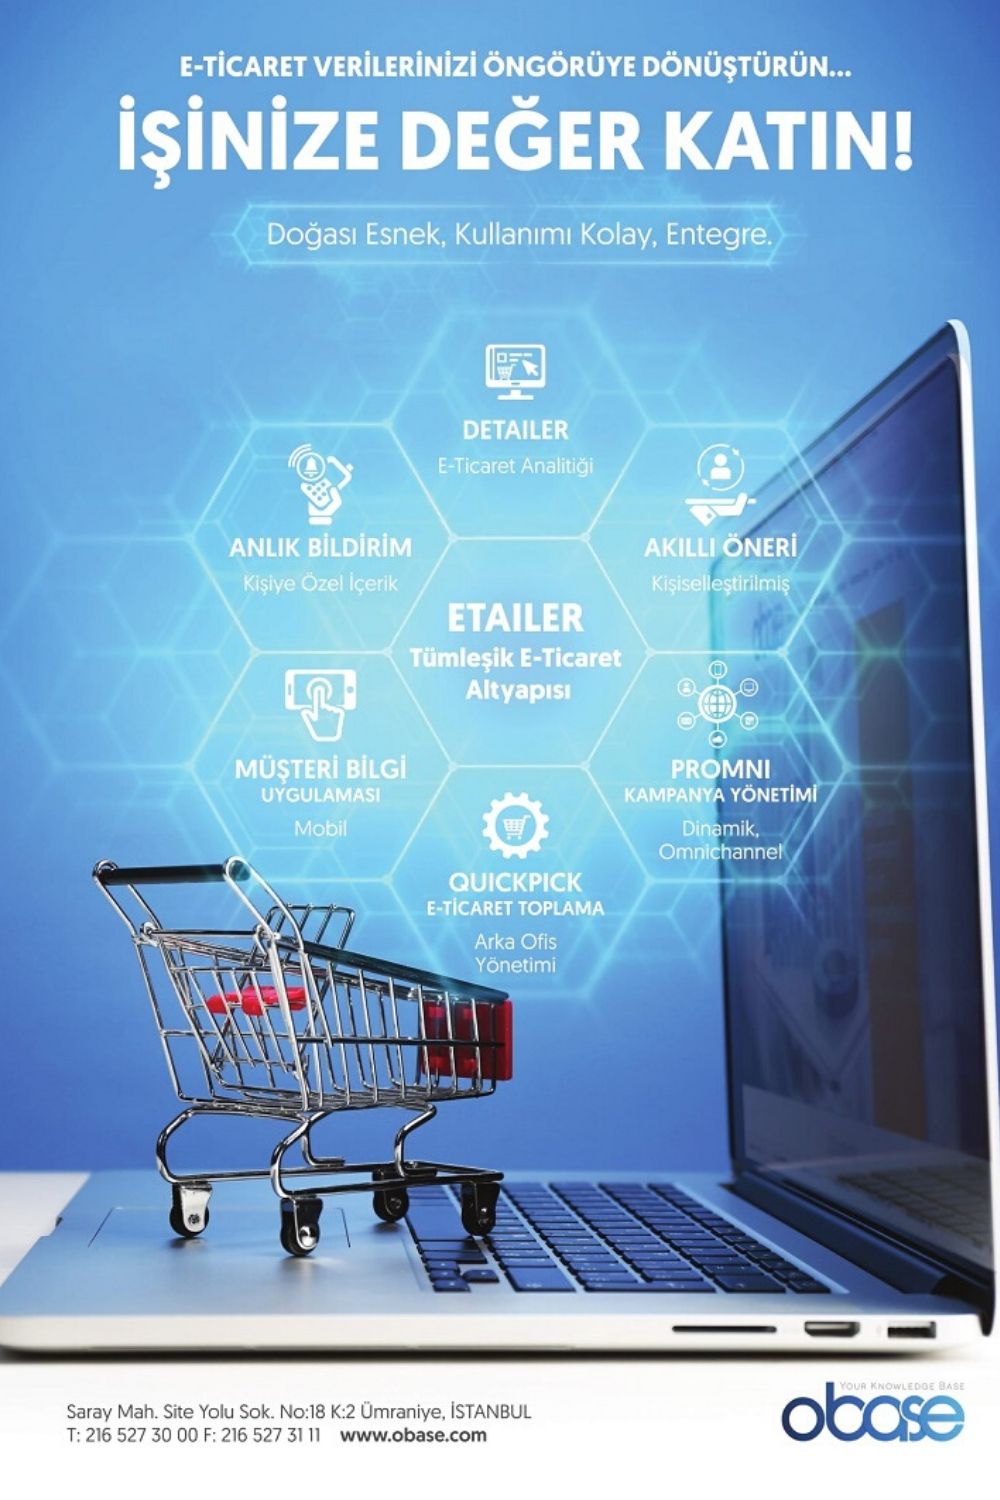 E-TİCARET VERİLERİNİZİ ÖNGÖRÜYE DÖNÜŞTÜRÜN...
İŞİNİZE DEĞER KATIN!
Doğası Esnek, Kullanımı Kolay, Entegre.
DETAILER
E-Ticaret Analitiği
ANLIK BİLDİRİM
Kişiye Özel İçerik
AKILLI ÖNERİ
Kişiselleştirilmiş
ETAILER
Tümleşik E-Ticaret
Altyapısı
MÜŞTERİ BİLGİ
UYGULAMASI
Mobil
PROMNI
KAMPANYA YÖNETİMİ
Dinamik,
Omnichannel
QUICKPICK
E-TİCARET TOPLAMA
Arka Ofis
Yönetimi
Saray Mah. Site Yolu Sok. No:18 K:2 Ümraniye, İSTANBUL
T: 216 527 30 00 F: 216 527 31 11 www.obase.com
YOUR KNOWLEDGE BASE
obase